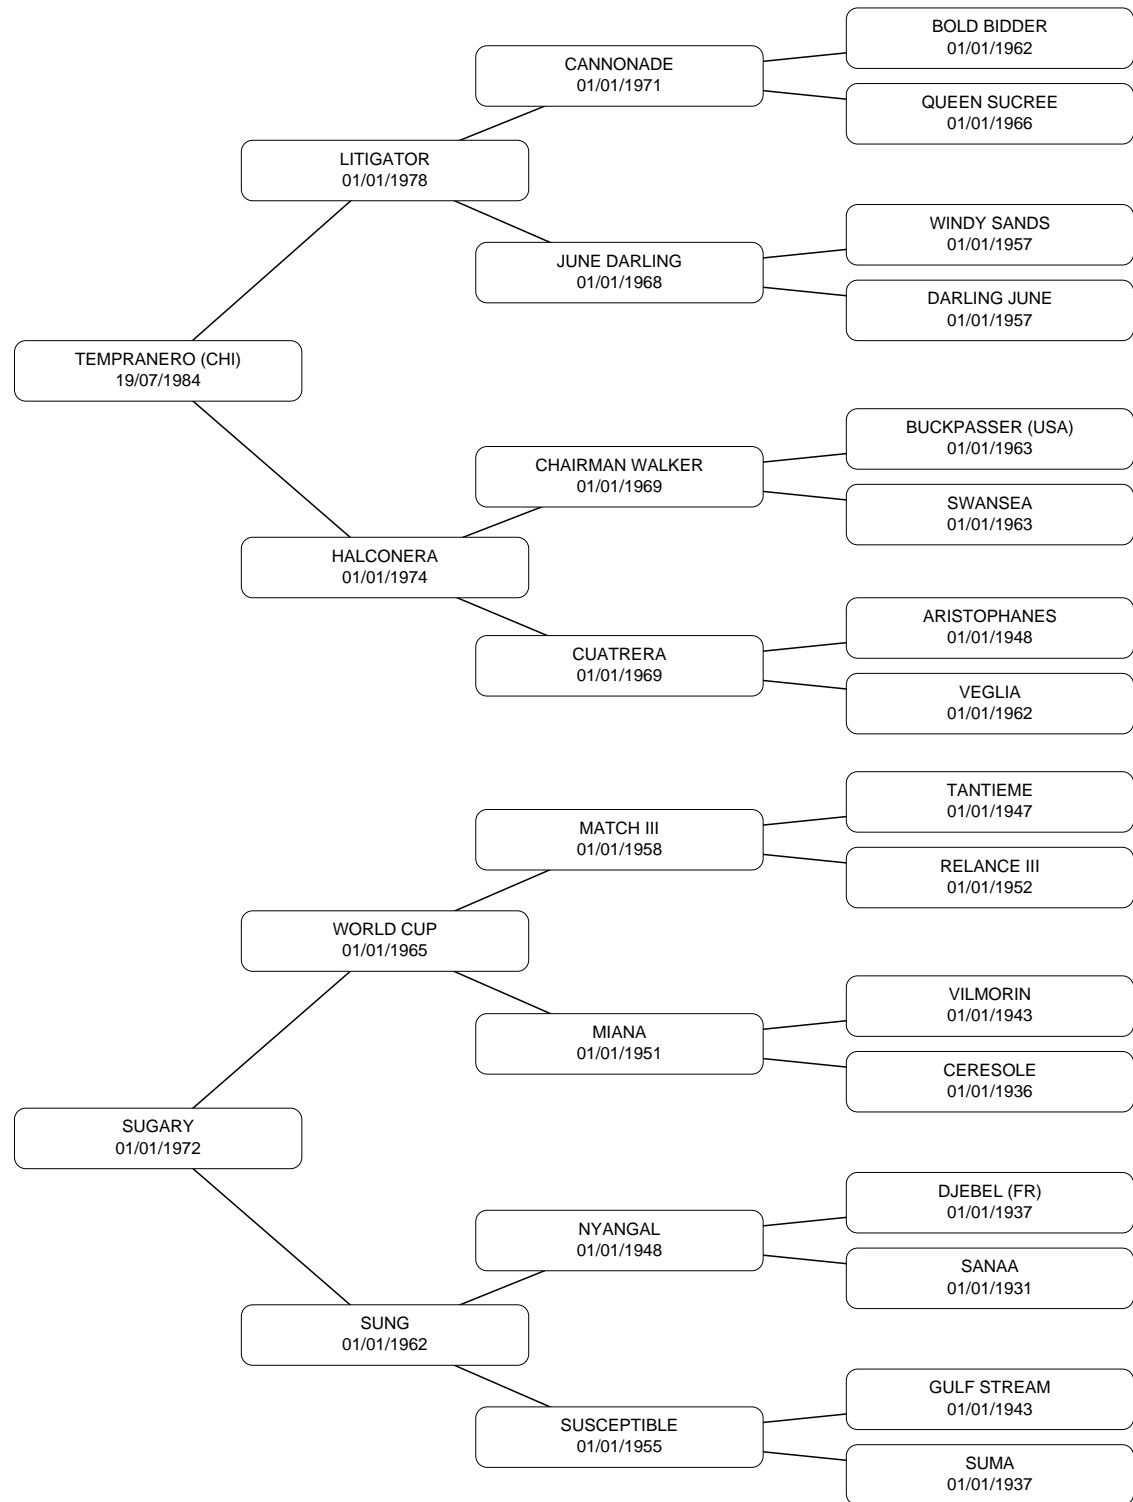 BOLD BIDDER
01/01/1962
CANNONADE
01/01/1971
QUEEN SUCREE
01/01/1966
LITIGATOR
01/01/1978
WINDY SANDS
01/01/1957
JUNE DARLING
01/01/1968
DARLING JUNE
01/01/1957
TEMPRANERO (CHI)
19/07/1984
BUCKPASSER (USA)
01/01/1963
CHAIRMAN WALKER
01/01/1969
SWANSEA
01/01/1963
HALCONERA
01/01/1974
ARISTOPHANES
01/01/1948
CUATRERA
01/01/1969
VEGLIA
01/01/1962
TANTIEME
01/01/1947
MATCH III
01/01/1958
RELANCE III
01/01/1952
WORLD CUP
01/01/1965
VILMORIN
01/01/1943
MIANA
01/01/1951
CERESOLE
01/01/1936
SUGARY
01/01/1972
DJEBEL (FR)
01/01/1937
NYANGAL
01/01/1948
SANAA
01/01/1931
SUNG
01/01/1962
GULF STREAM
01/01/1943
SUSCEPTIBLE
01/01/1955
SUMA
01/01/1937